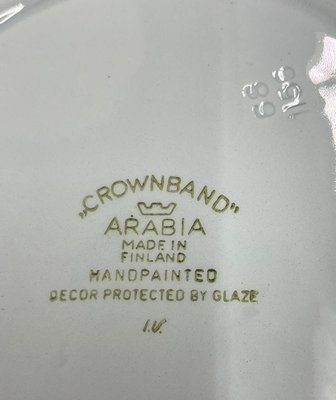 „CROWNBAND"
ARABIA
MADE IN
FINLAND
HANDPAINTED
DECOR PROTECTED BY GLAZE
I.V.